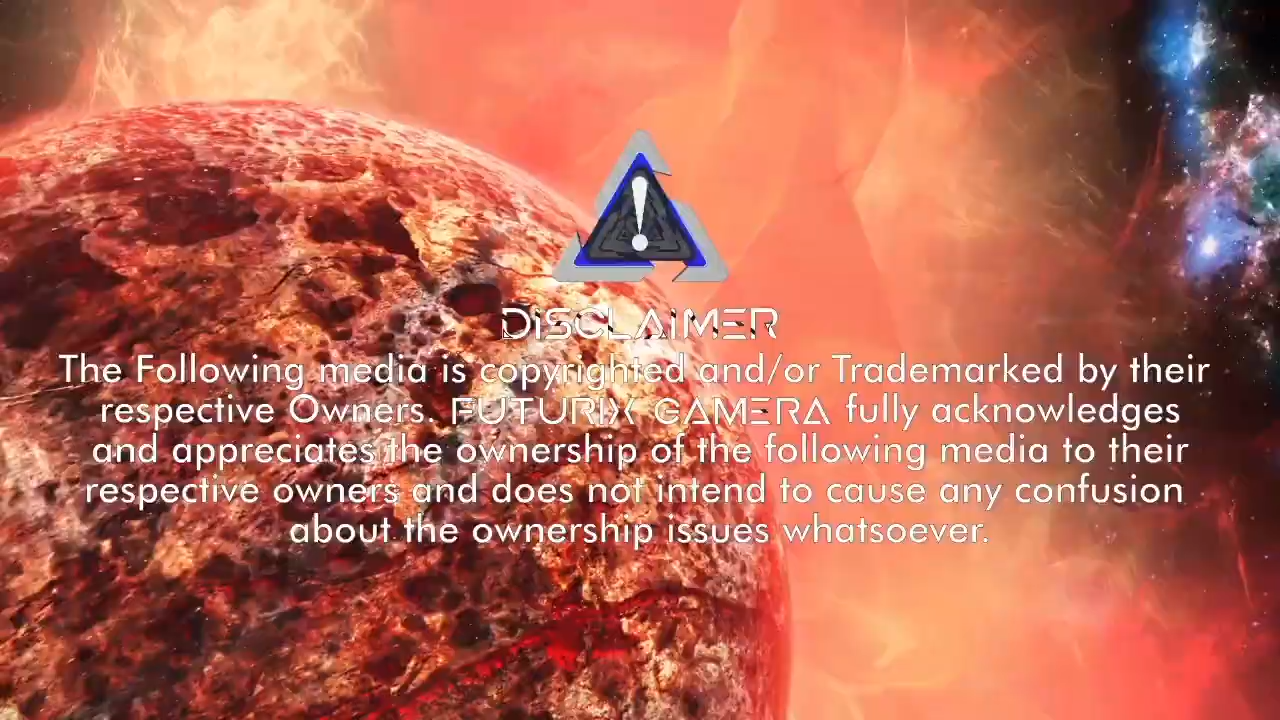 DISCLAIMER
The Following media is copyrighted and/or Trademarked by their
respective Owners. FUTURIX GAMERA fully acknowledges
and appreciates the ownership of the following media to their
respective owners and does not intend to cause any confusion
about the ownership issues whatsoever.